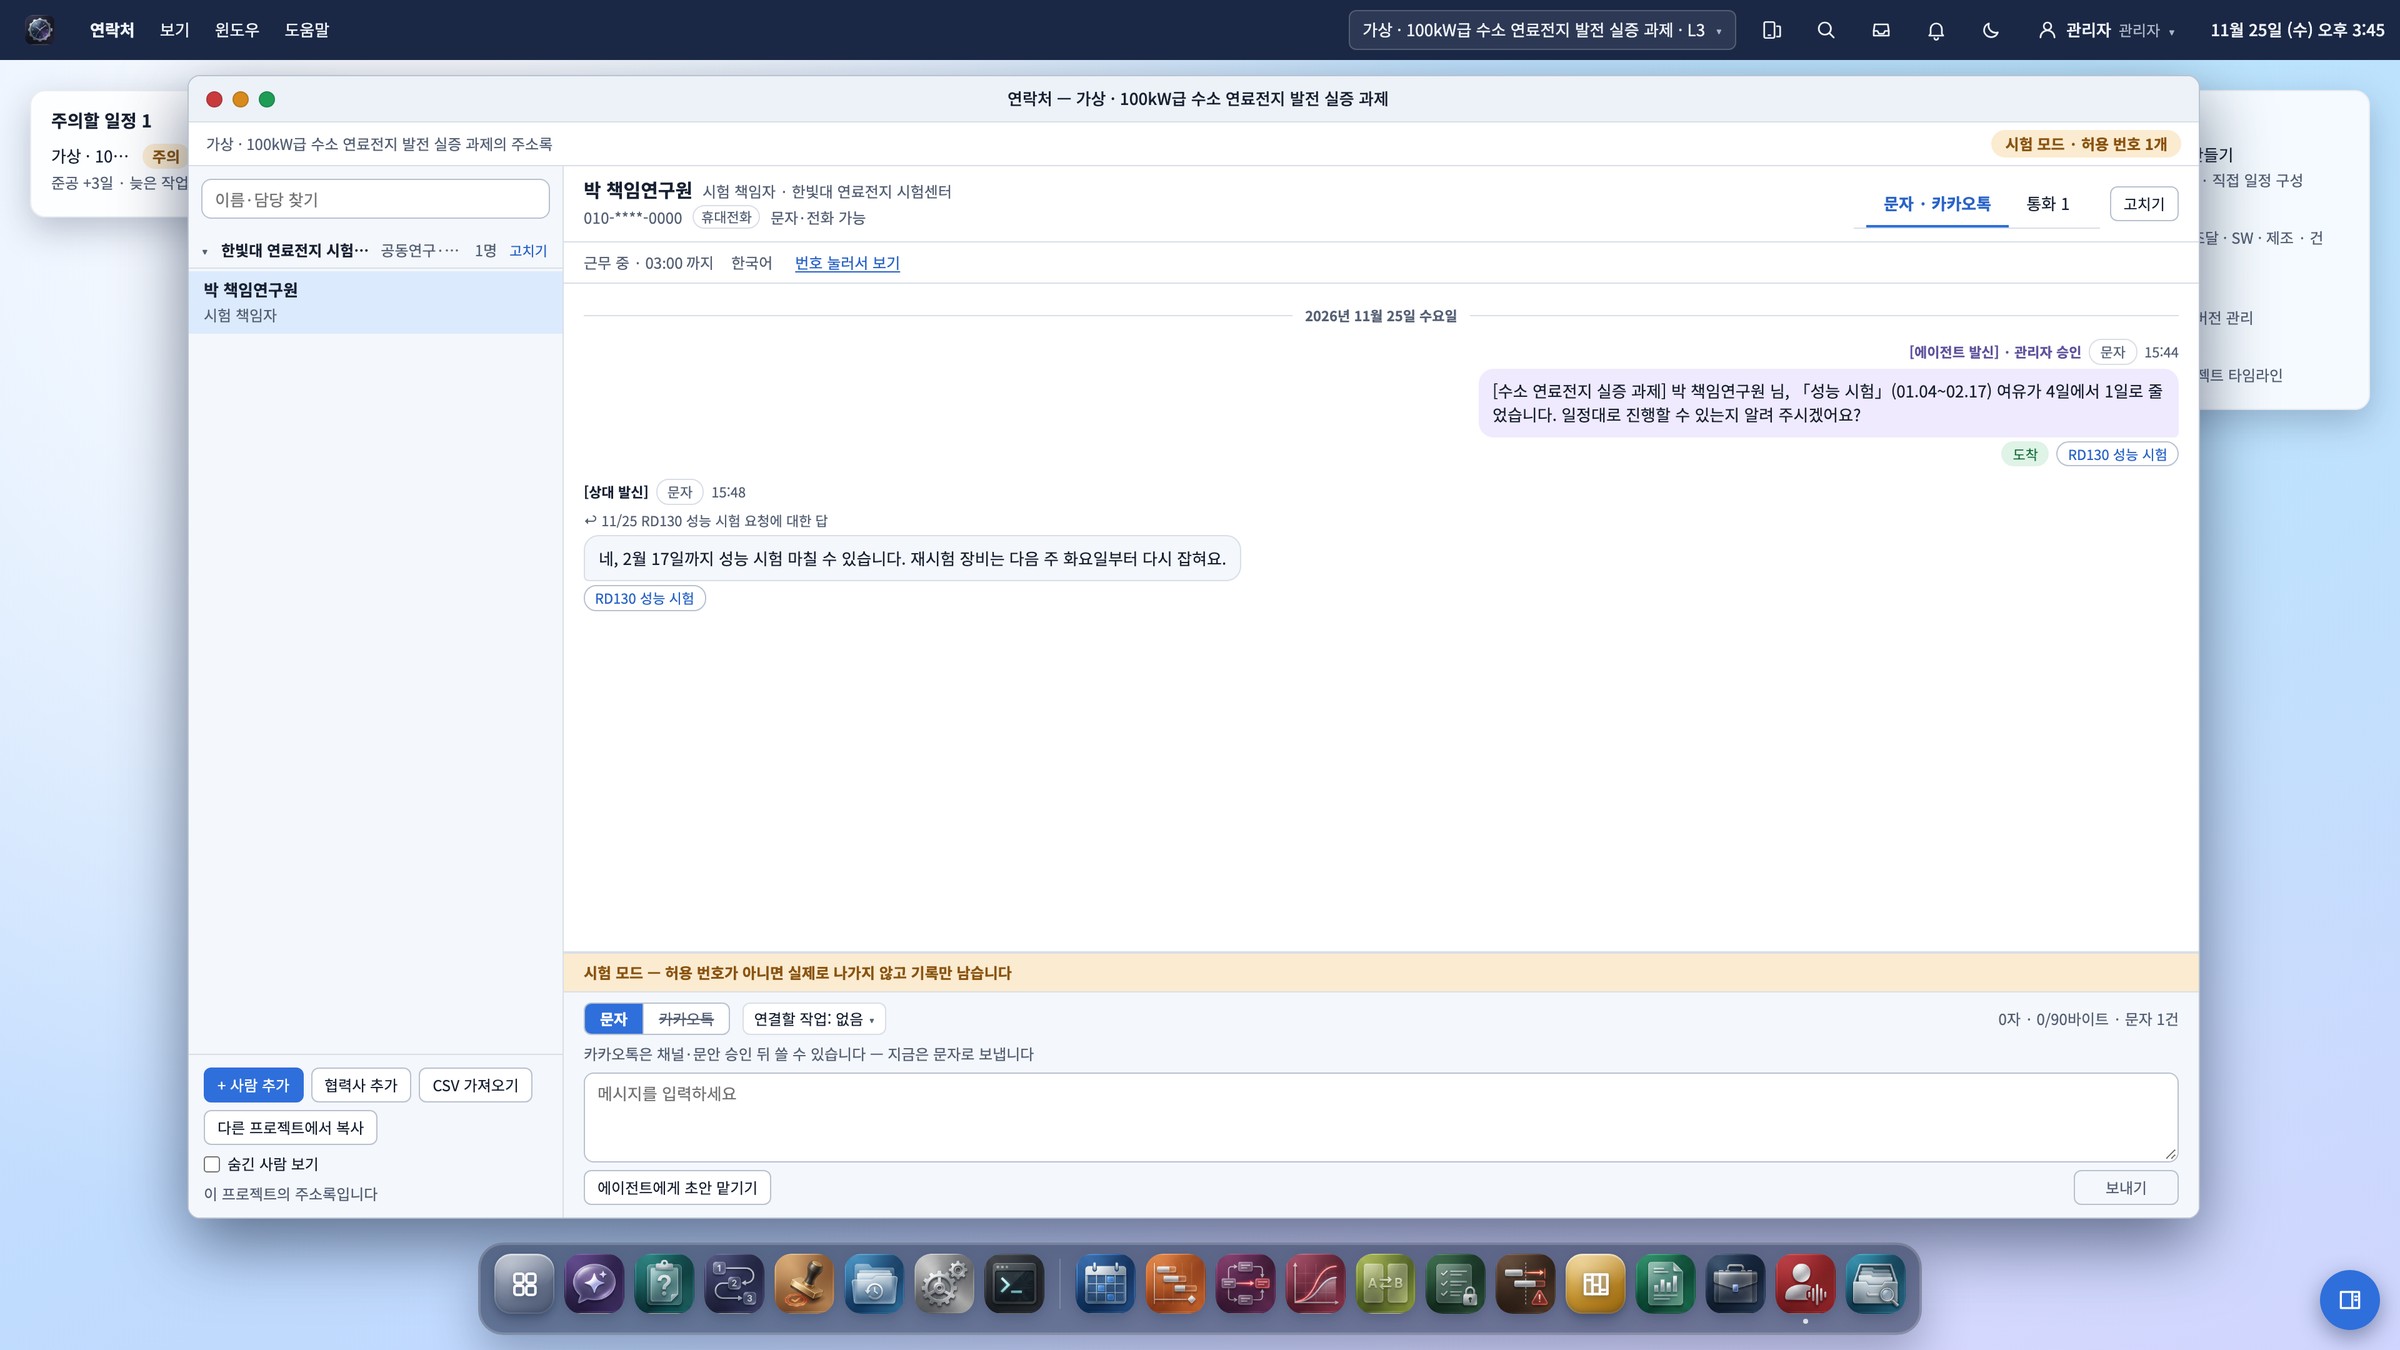 연락처 보기 윈도우 도움말
가상 · 100kW급 수소 연료전지 발전 실증 과제 · L3
관리자 관리자
11월 25일 (수) 오후 3:45
주의할 일정 1
가상 · 10··· 주의
준공 +3일 · 늦은 작업
연락처 — 가상 · 100kW급 수소 연료전지 발전 실증 과제
가상 · 100kW급 수소 연료전지 발전 실증 과제의 주소록
시험 모드 · 허용 번호 1개
이름·담당 찾기
한빛대 연료전지 시험··· 공동연구··· 1명 고치기
박 책임연구원
시험 책임자
+ 사람 추가
협력사 추가
CSV 가져오기
다른 프로젝트에서 복사
숨긴 사람 보기
이 프로젝트의 주소록입니다
박 책임연구원 시험 책임자 · 한빛대 연료전지 시험센터
010-****-0000 휴대전화 문자·전화 가능
문자 · 카카오톡
통화 1
고치기
근무 중 · 03:00 까지 한국어 번호 눌러서 보기
2026년 11월 25일 수요일
[에이전트 발신] · 관리자 승인 문자 15:44
[수소 연료전지 실증 과제] 박 책임연구원 님, 「성능 시험」(01.04~02.17) 여유가 4일에서 1일로 줄
었습니다. 일정대로 진행할 수 있는지 알려 주시겠어요?
도착 RD130 성능 시험
[상대 발신] 문자 15:48
↩ 11/25 RD130 성능 시험 요청에 대한 답
네, 2월 17일까지 성능 시험 마칠 수 있습니다. 재시험 장비는 다음 주 화요일부터 다시 잡혀요.
RD130 성능 시험
시험 모드 — 허용 번호가 아니면 실제로 나가지 않고 기록만 남습니다
문자 카카오톡 연결할 작업: 없음
0자 · 0/90바이트 · 문자 1건
카카오톡은 채널·문안 승인 뒤 쓸 수 있습니다 — 지금은 문자로 보냅니다
메시지를 입력하세요
에이전트에게 초안 맡기기
보내기
들기
· 직접 일정 구성
조달 · SW · 제조 · 건
버전 관리
젝트 타임라인
1
2
3
A B